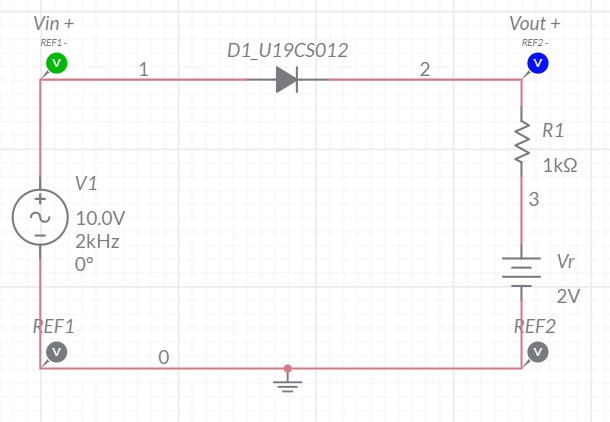 Vin +
REF1 -
V
1
D1_U19CS012
2
Vout +
REF2 -
V
R1
1kΩ
3
V1
10.0V
2kHz
0°
Vr
2V
REF1
V
0
REF2
V